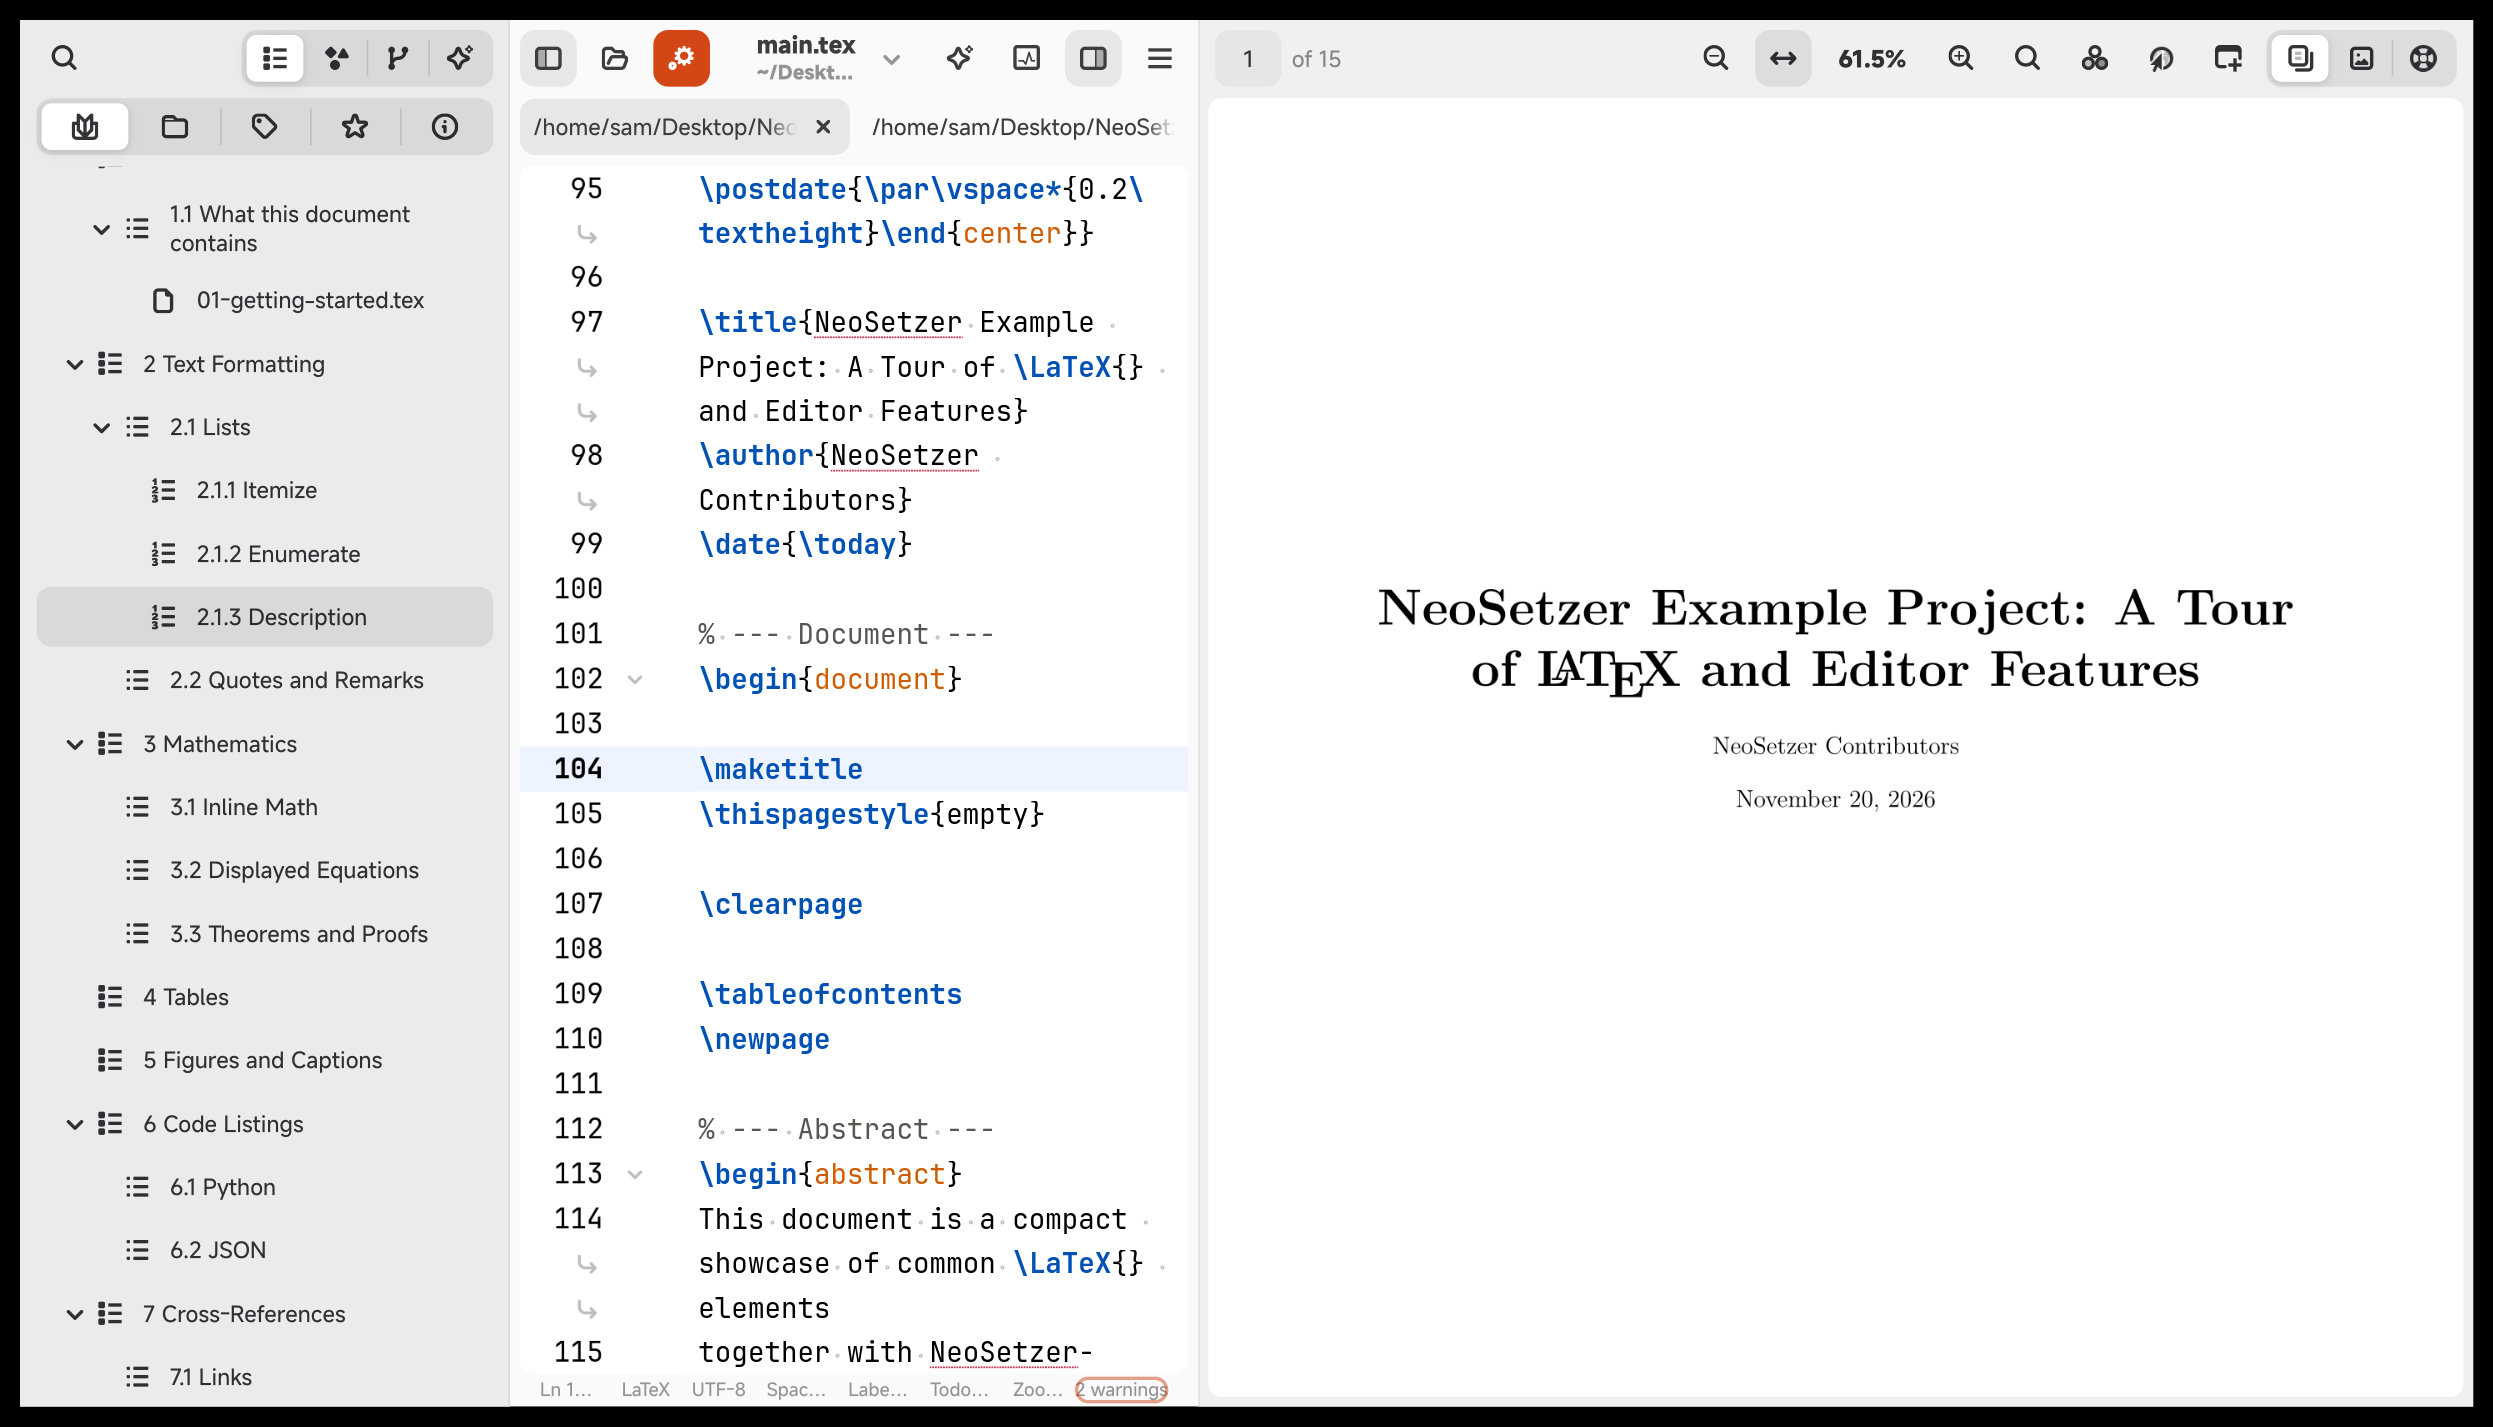 1.1 What this document
contains
01-getting-started.tex
2 Text Formatting
2.1 Lists
2.1.1 Itemize
2.1.2 Enumerate
2.1.3 Description
2.2 Quotes and Remarks
3 Mathematics
3.1 Inline Math
3.2 Displayed Equations
3.3 Theorems and Proofs
4 Tables
5 Figures and Captions
6 Code Listings
6.1 Python
6.2 JSON
7 Cross-References
7.1 Links
main.tex
~/Deskt...
/home/sam/Desktop/Neo
/home/sam/Desktop/NeoSet
95 \postdate{\par\vspace*{0.2\
textheight}\end{center}}
96
97 \title{NeoSetzer Example
Project: A Tour of \LaTeX{}
and Editor Features}
98 \author{NeoSetzer
Contributors}
99 \date{\today}
100
101 % --- Document ---
102 \begin{document}
103
104 \maketitle
105 \thispagestyle{empty}
106
107 \clearpage
108
109 \tableofcontents
110 \newpage
111
112 % --- Abstract ---
113 \begin{abstract}
114 This document is a compact
showcase of common \LaTeX{}
elements
115 together with NeoSetzer-
Ln 1... LaTeX UTF-8 Spac... Labe... Todo... Zoo... 2 warnings
1 of 15
61.5%
NeoSetzer Example Project: A Tour
of LATEX and Editor Features
NeoSetzer Contributors
November 20, 2026